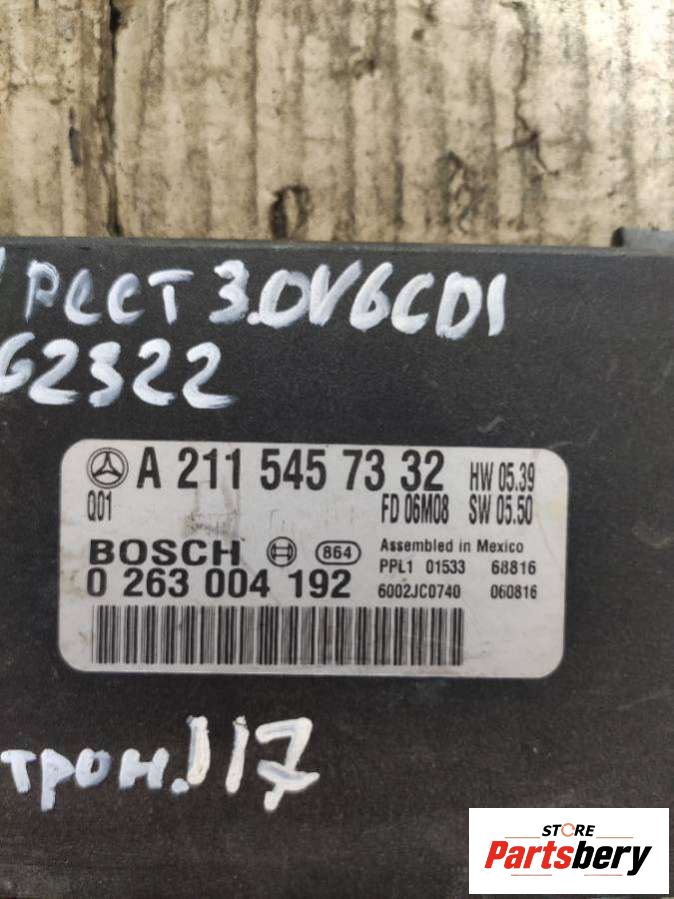 РЕСТ 3.0V6CDI
62322
A 211 545 73 32 HW 05.39
Q01 FD 06M08 SW 05.50
BOSCH 864 Assembled in Mexico
0 263 004 192 PPL1 01533 68816
6002JC0740 060816
трон.117
STORE
Partsbery